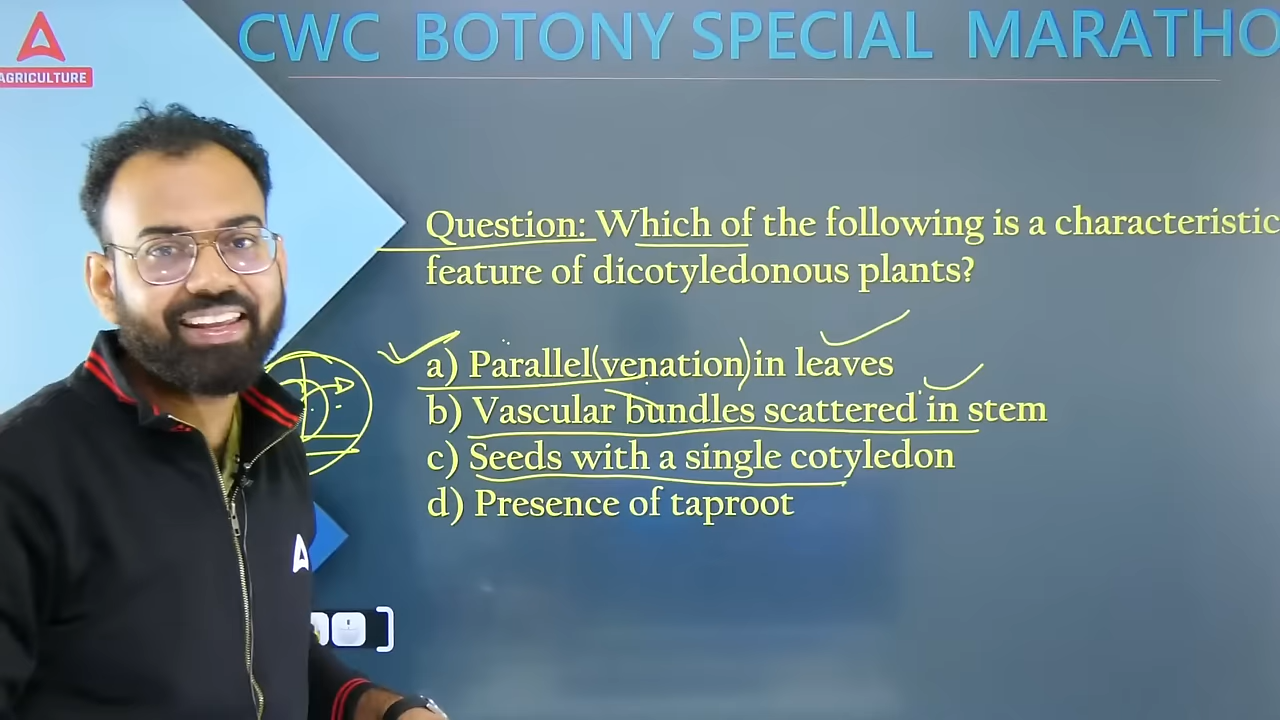 CWC BOTONY SPECIAL MARATHO
AGRICULTURE
Question: Which of the following is a characteristic
feature of dicotyledonous plants?
a) Parallel(venation)in leaves
b) Vascular bundles scattered in stem
c) Seeds with a single cotyledon
d) Presence of taproot